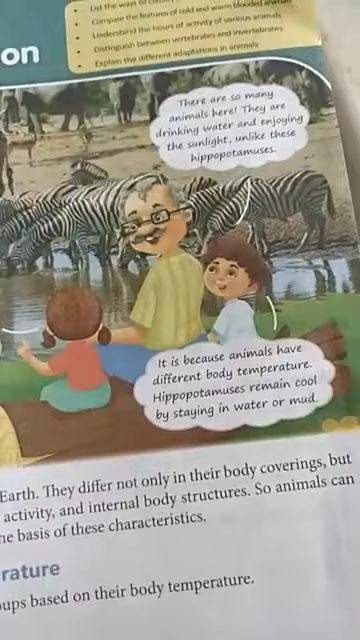 List the ways to
Compare the features of cold and warm blooded animals
Understand the hours of activity of various animals
Distinguish between vertebrates and invertebrates
Explain the different adaptations in animals
on
There are so many
animals here! They are
drinking water and enjoying
the sunlight, unlike these
hippopotamuses.
It is because animals have
different body temperature.
Hippopotamuses remain cool
by staying in water or mud.
Earth. They differ not only in their body coverings, but
activity, and internal body structures. So animals can
he basis of these characteristics.
rature
ups based on their body temperature.